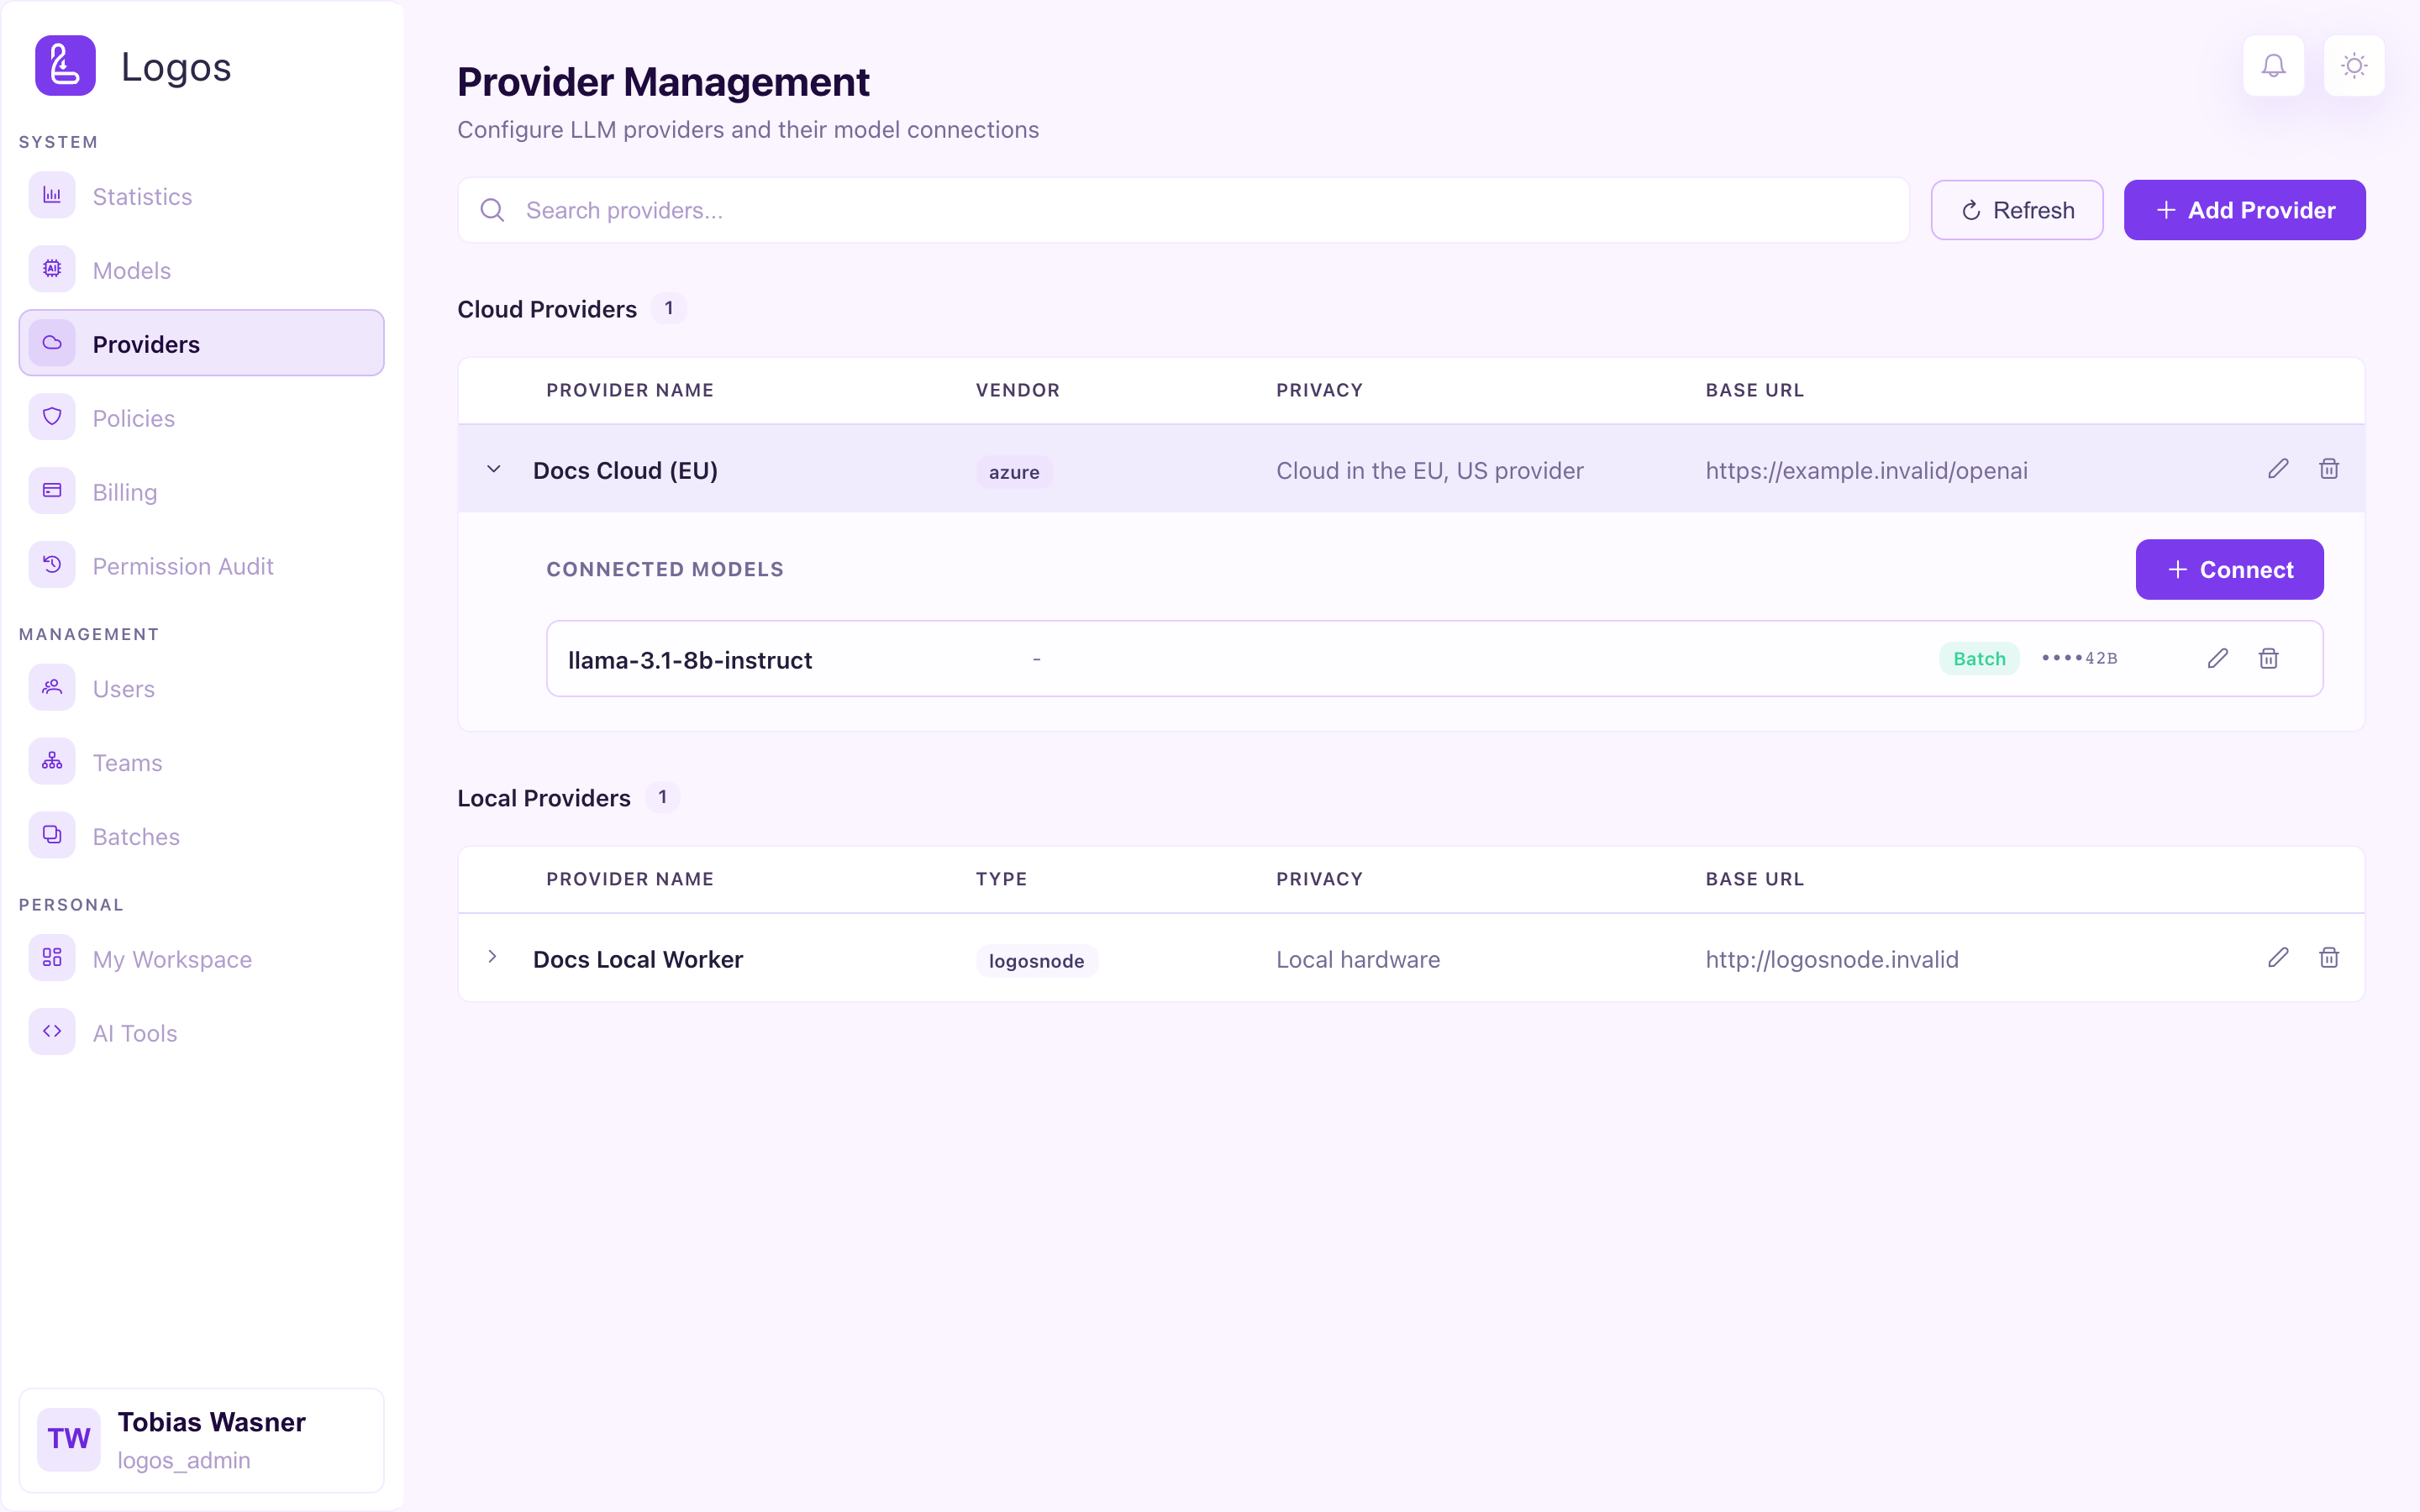 Logos
SYSTEM
Statistics
Models
Providers
Policies
Billing
Permission Audit
MANAGEMENT
Users
Teams
Batches
PERSONAL
My Workspace
AI Tools
TW
Tobias Wasner
logos_admin
Provider Management
Configure LLM providers and their model connections
Search providers...
Refresh
+ Add Provider
Cloud Providers 1
PROVIDER NAME VENDOR PRIVACY BASE URL
Docs Cloud (EU) azure Cloud in the EU, US provider https://example.invalid/openai
CONNECTED MODELS
+ Connect
llama-3.1-8b-instruct - Batch ••••42B
Local Providers 1
PROVIDER NAME TYPE PRIVACY BASE URL
Docs Local Worker logosnode Local hardware http://logosnode.invalid